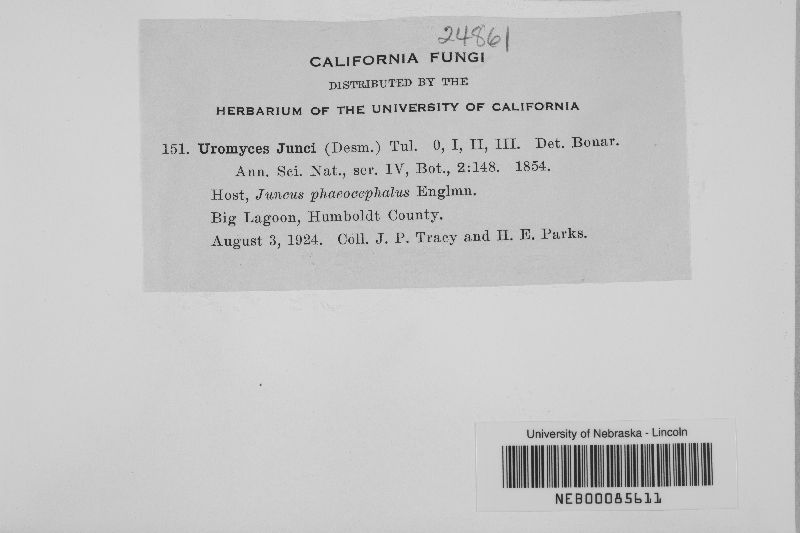 24861
CALIFORNIA FUNGI
DISTRIBUTED BY THE
HERBARIUM OF THE UNIVERSITY OF CALIFORNIA
151. Uromyces Junci (Desm.) Tul. 0, I, II, III. Det. Bonar.
Ann. Sci. Nat., ser. IV, Bot., 2:148. 1854.
Host, Juncus phaeocephalus Englmn.
Big Lagoon, Humboldt County.
August 3, 1924. Coll. J. P. Tracy and H. E. Parks.
University of Nebraska - Lincoln
NEB00085611